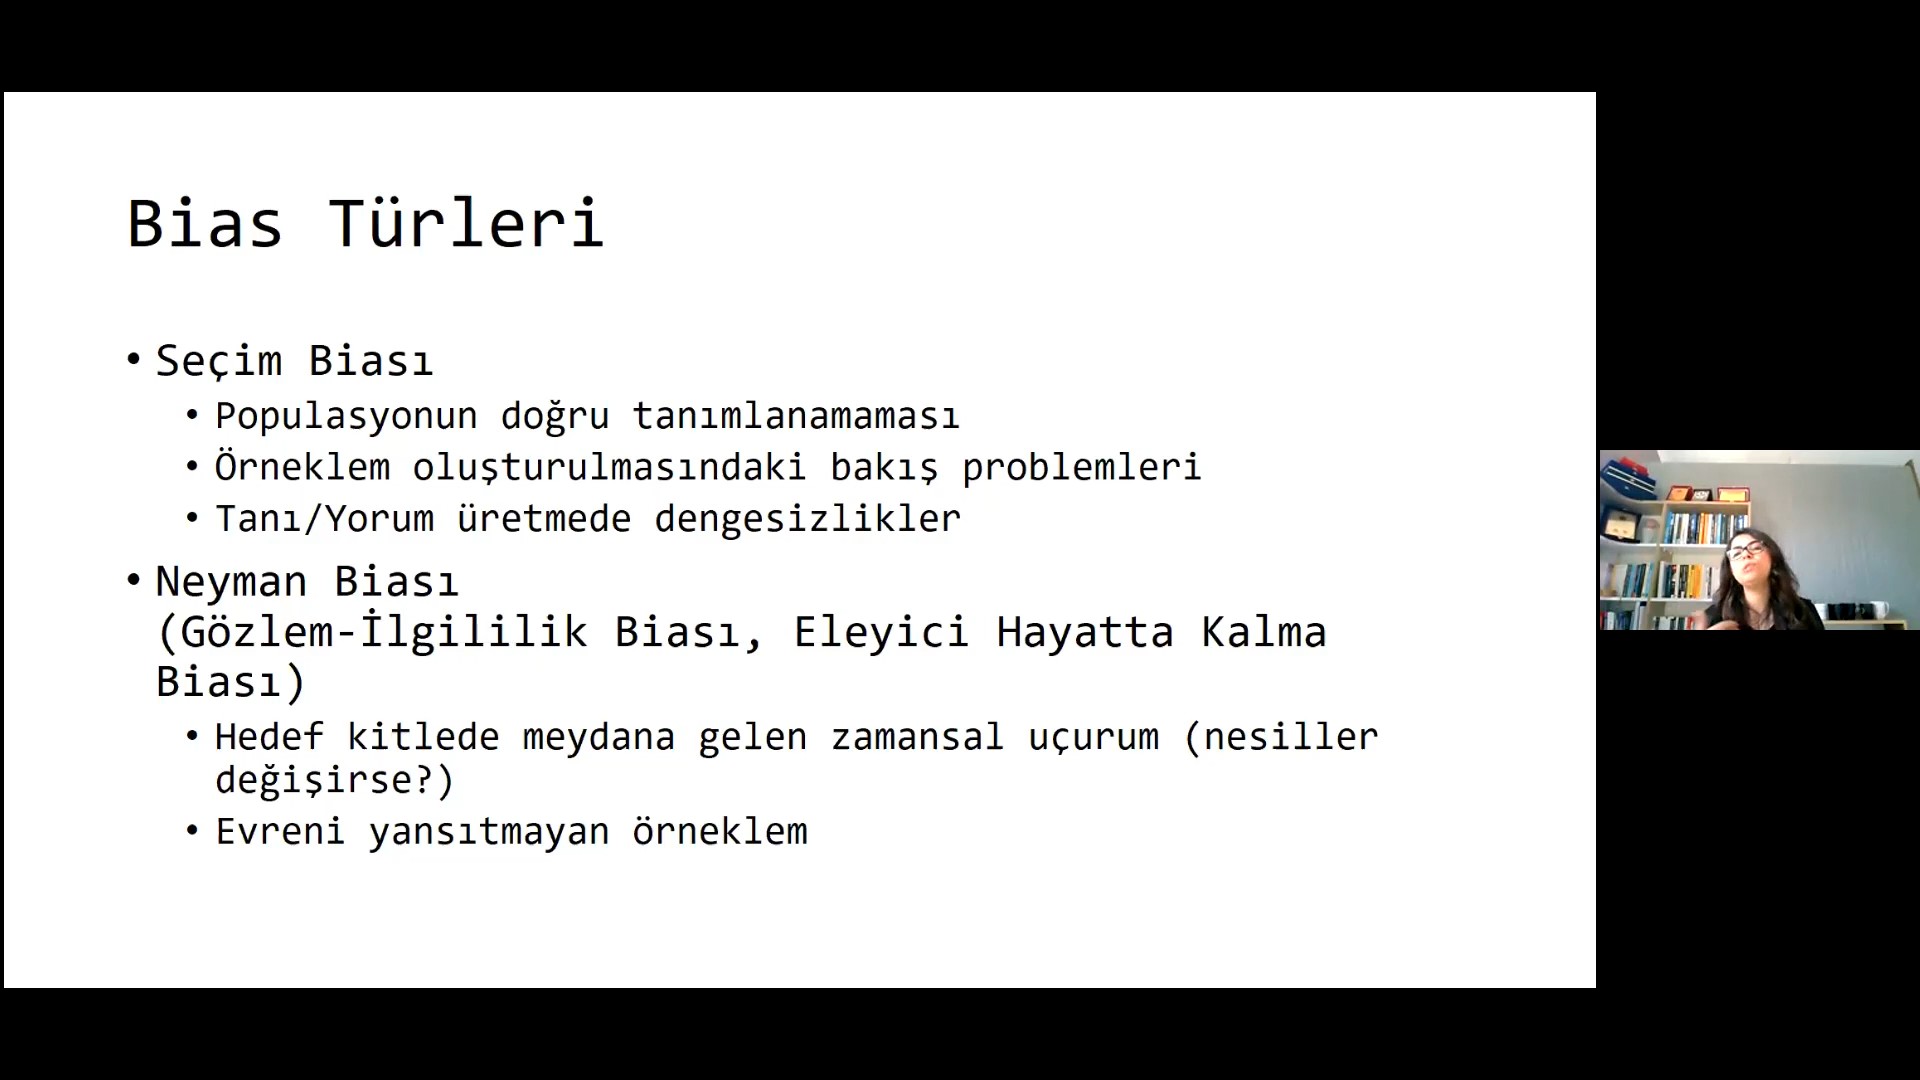 Bias Türleri
• Seçim Biası
• Populasyonun doğru tanımlanamaması
• Örneklem oluşturulmasındaki bakış problemleri
• Tanı/Yorum üretmede dengesizlikler
• Neyman Biası
(Gözlem-İlgililik Biası, Eleyici Hayatta Kalma
Biası)
• Hedef kitlede meydana gelen zamansal uçurum (nesiller
değişirse?)
• Evreni yansıtmayan örneklem